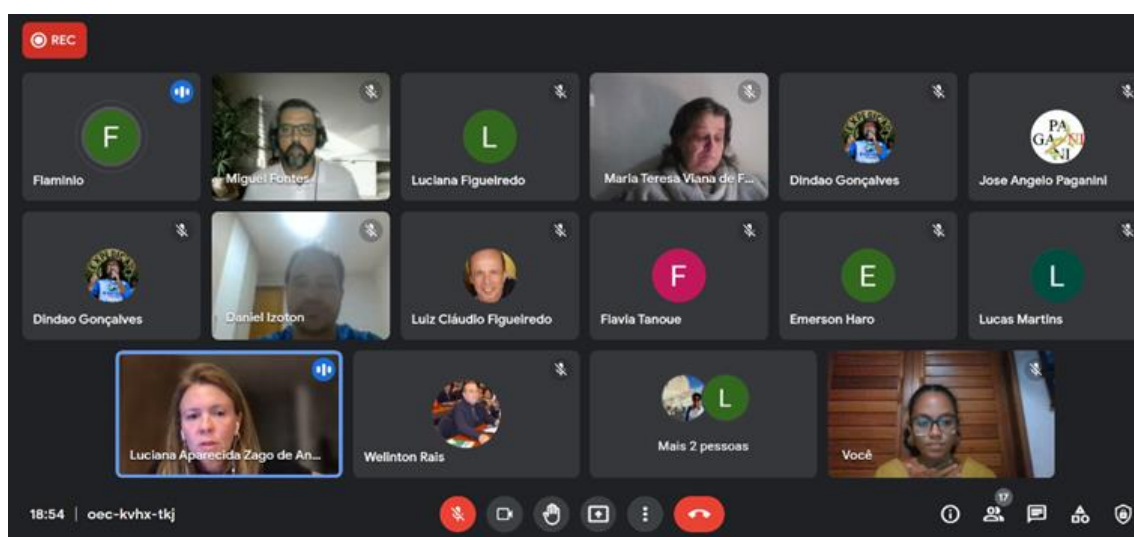 REC
F
Flaminio
Miguel Fontes
L
Luciana Figueiredo
Maria Teresa Viana de F...
Dindao Gonçalves
PA
GA NI
NI
Jose Angelo Paganini
Dindao Gonçalves
Daniel Izoton
Luiz Cláudio Figueiredo
F
Flavia Tanoue
E
Emerson Haro
L
Lucas Martins
Luciana Aparecida Zago de An...
Welinton Rais
L
Mais 2 pessoas
Você
18:54 | oec-kvhx-tkj
17